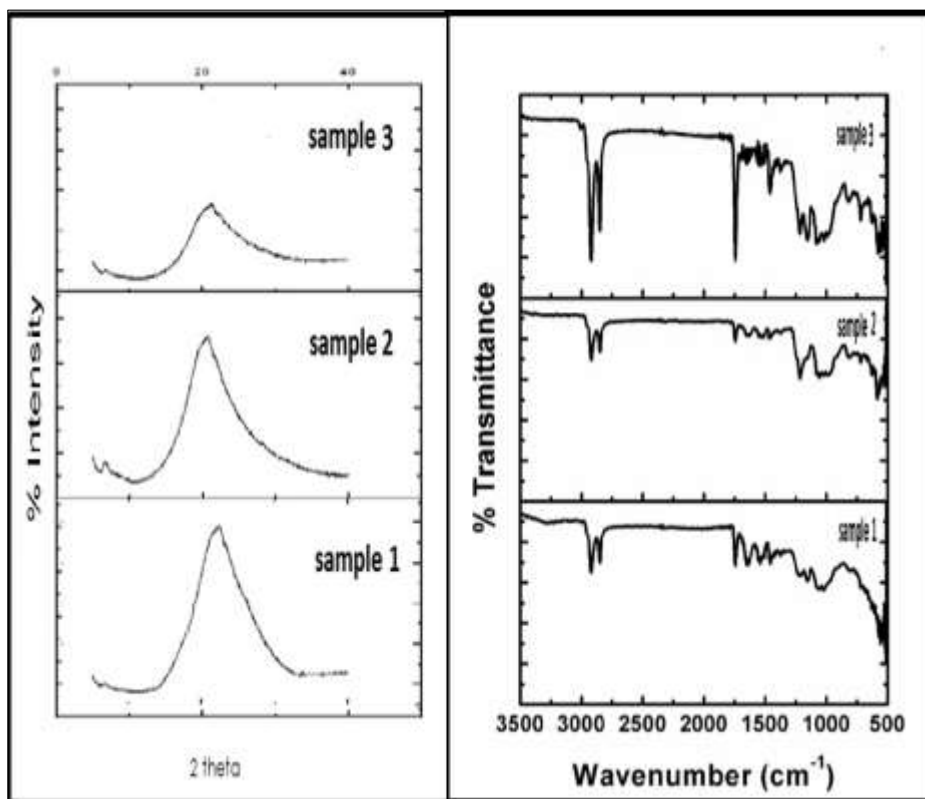 0 20 40
sample 3
sample 2
sample 1
% Intensity
2 theta
sample 3
sample 2
sample 1
% Transmittance
3500 3000 2500 2000 1500 1000 500
Wavenumber (cm⁻¹)